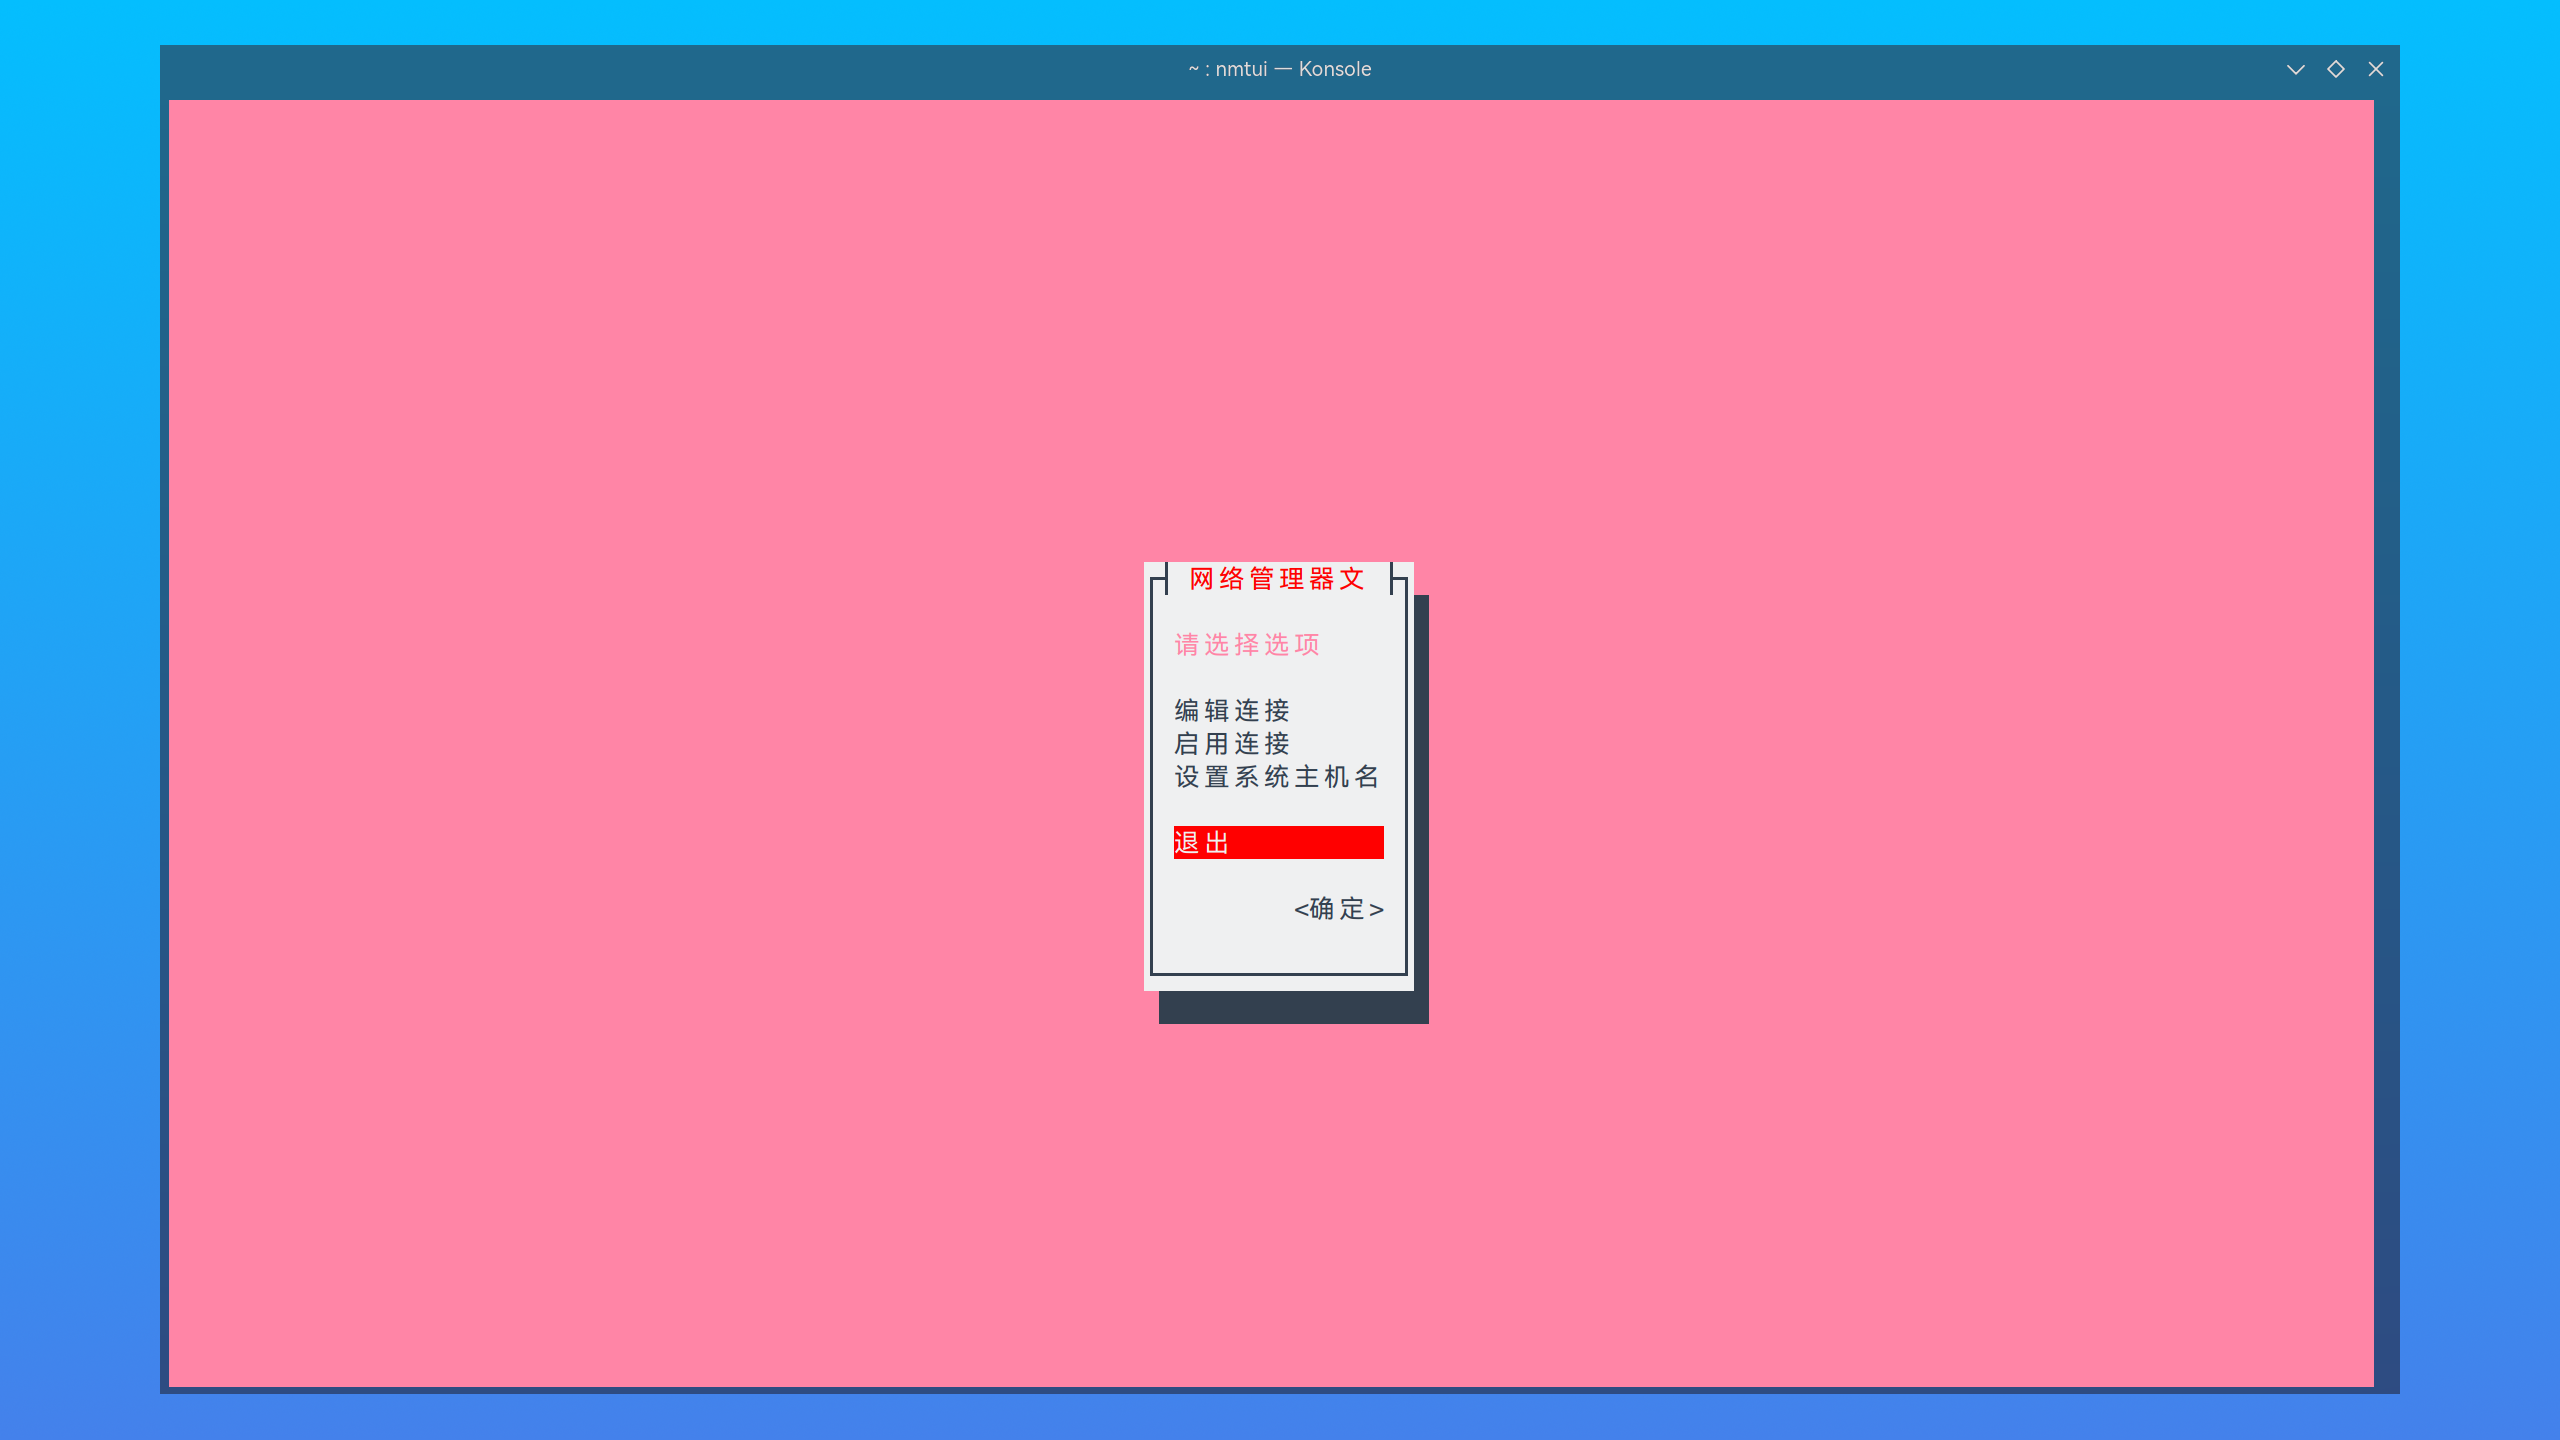 ~ : nmtui — Konsole
网络管理器文
请选择选项
编辑连接
启用连接
设置系统主机名
退出
<确定>